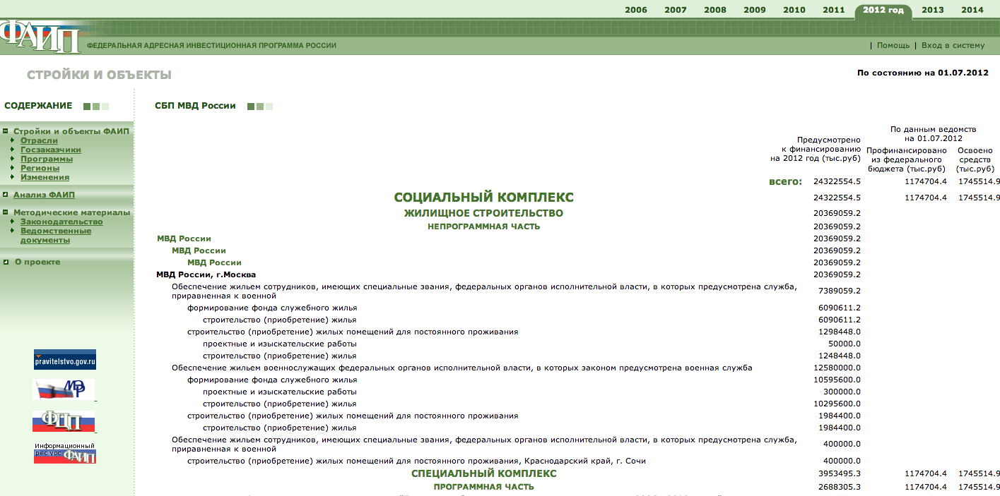 2006 2007 2008 2009 2010 2011 2012 год 2013 2014
ФАИП
ФЕДЕРАЛЬНАЯ АДРЕСНАЯ ИНВЕСТИЦИОННАЯ ПРОГРАММА РОССИИ
| Помощь | Вход в систему
СТРОЙКИ И ОБЪЕКТЫ
По состоянию на 01.07.2012
СОДЕРЖАНИЕ
Стройки и объекты ФАИП
Отрасли
Госзаказчики
Программы
Регионы
Изменения
Анализ ФАИП
Методические материалы
Законодательство
Ведомственные
документы
О проекте
pravitelstvo.gov.ru
МЭР
ФЦП
Информационный
ресурс ФАИП
СБП МВД России
Предусмотрено
к финансированию
на 2012 год (тыс.руб)
По данным ведомств
на 01.07.2012
Профинансировано
из федерального
бюджета (тыс.руб)
Освоено
средств
(тыс.руб)
всего: 24322554.5 1174704.4 1745514.9
СОЦИАЛЬНЫЙ КОМПЛЕКС 24322554.5 1174704.4 1745514.9
ЖИЛИЩНОЕ СТРОИТЕЛЬСТВО 20369059.2
НЕПРОГРАММНАЯ ЧАСТЬ 20369059.2
МВД России 20369059.2
МВД России 20369059.2
МВД России 20369059.2
МВД России, г.Москва 20369059.2
Обеспечение жильем сотрудников, имеющих специальные звания, федеральных органов исполнительной власти, в которых предусмотрена служба,
приравненная к военной 7389059.2
формирование фонда служебного жилья 6090611.2
строительство (приобретение) жилья 6090611.2
строительство (приобретение) жилых помещений для постоянного проживания 1298448.0
проектные и изыскательские работы 50000.0
строительство (приобретение) жилья 1248448.0
Обеспечение жильем военнослужащих федеральных органов исполнительной власти, в которых законом предусмотрена военная служба 12580000.0
формирование фонда служебного жилья 10595600.0
проектные и изыскательские работы 300000.0
строительство (приобретение) жилья 10295600.0
строительство (приобретение) жилых помещений для постоянного проживания 1984400.0
строительство (приобретение) жилья 1984400.0
Обеспечение жильем сотрудников, имеющих специальные звания, федеральных органов исполнительной власти, в которых предусмотрена служба,
приравненная к военной 400000.0
строительство (приобретение) жилых помещений для постоянного проживания, Краснодарский край, г. Сочи 400000.0
СПЕЦИАЛЬНЫЙ КОМПЛЕКС 3953495.3 1174704.4 1745514.9
ПРОГРАММНАЯ ЧАСТЬ 2688305.3 1174704.4 1745514.9